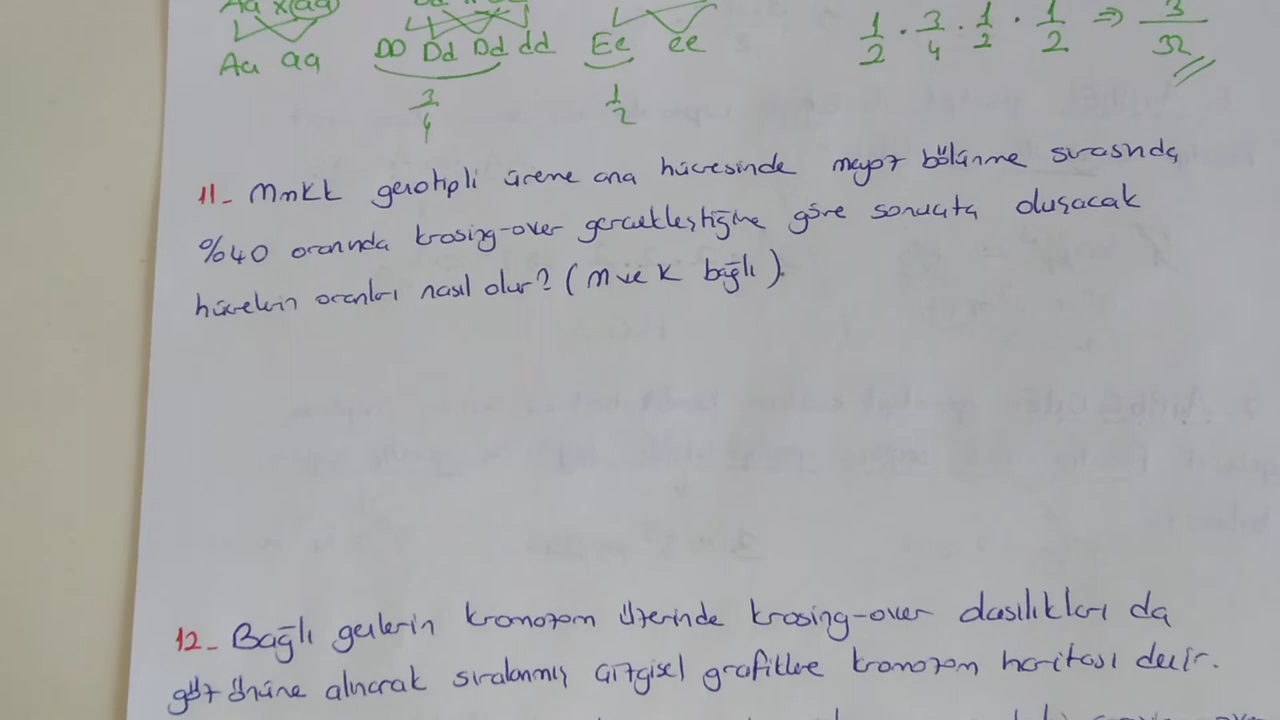 Aa x (aa)
Aa aa DD Dd Dd dd Ee ee
3/4 1/2
1/2 . 3/4 . 1/2 . 1/2 ⇒ 3/32
11- MmKk genotipli üreme ana hücresinde mayoz bölünme sırasında
%40 oranında krosing-over gerçekleştiğine göre sonuçta oluşacak
hücrelerin oranları nasıl olur? (M ve K bağlı).
12- Bağlı genlerin kromozom üzerinde krosing-over olasılıkları da
göz önüne alınarak sıralanmış çizgisel grafiklere kromozom haritası denir.